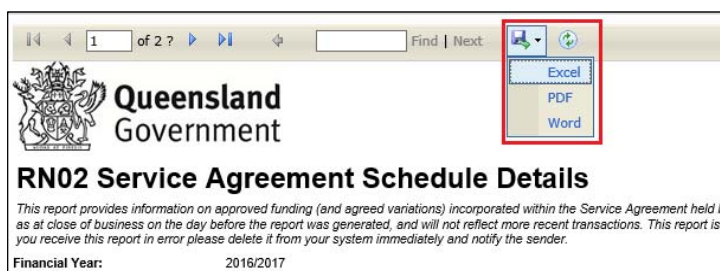 1 of 2 ? Find | Next
Excel
PDF
Word
Queensland
Government
RN02 Service Agreement Schedule Details
This report provides information on approved funding (and agreed variations) incorporated within the Service Agreement held
as at close of business on the day before the report was generated, and will not reflect more recent transactions. This report is
you receive this report in error please delete it from your system immediately and notify the sender.
Financial Year: 2016/2017